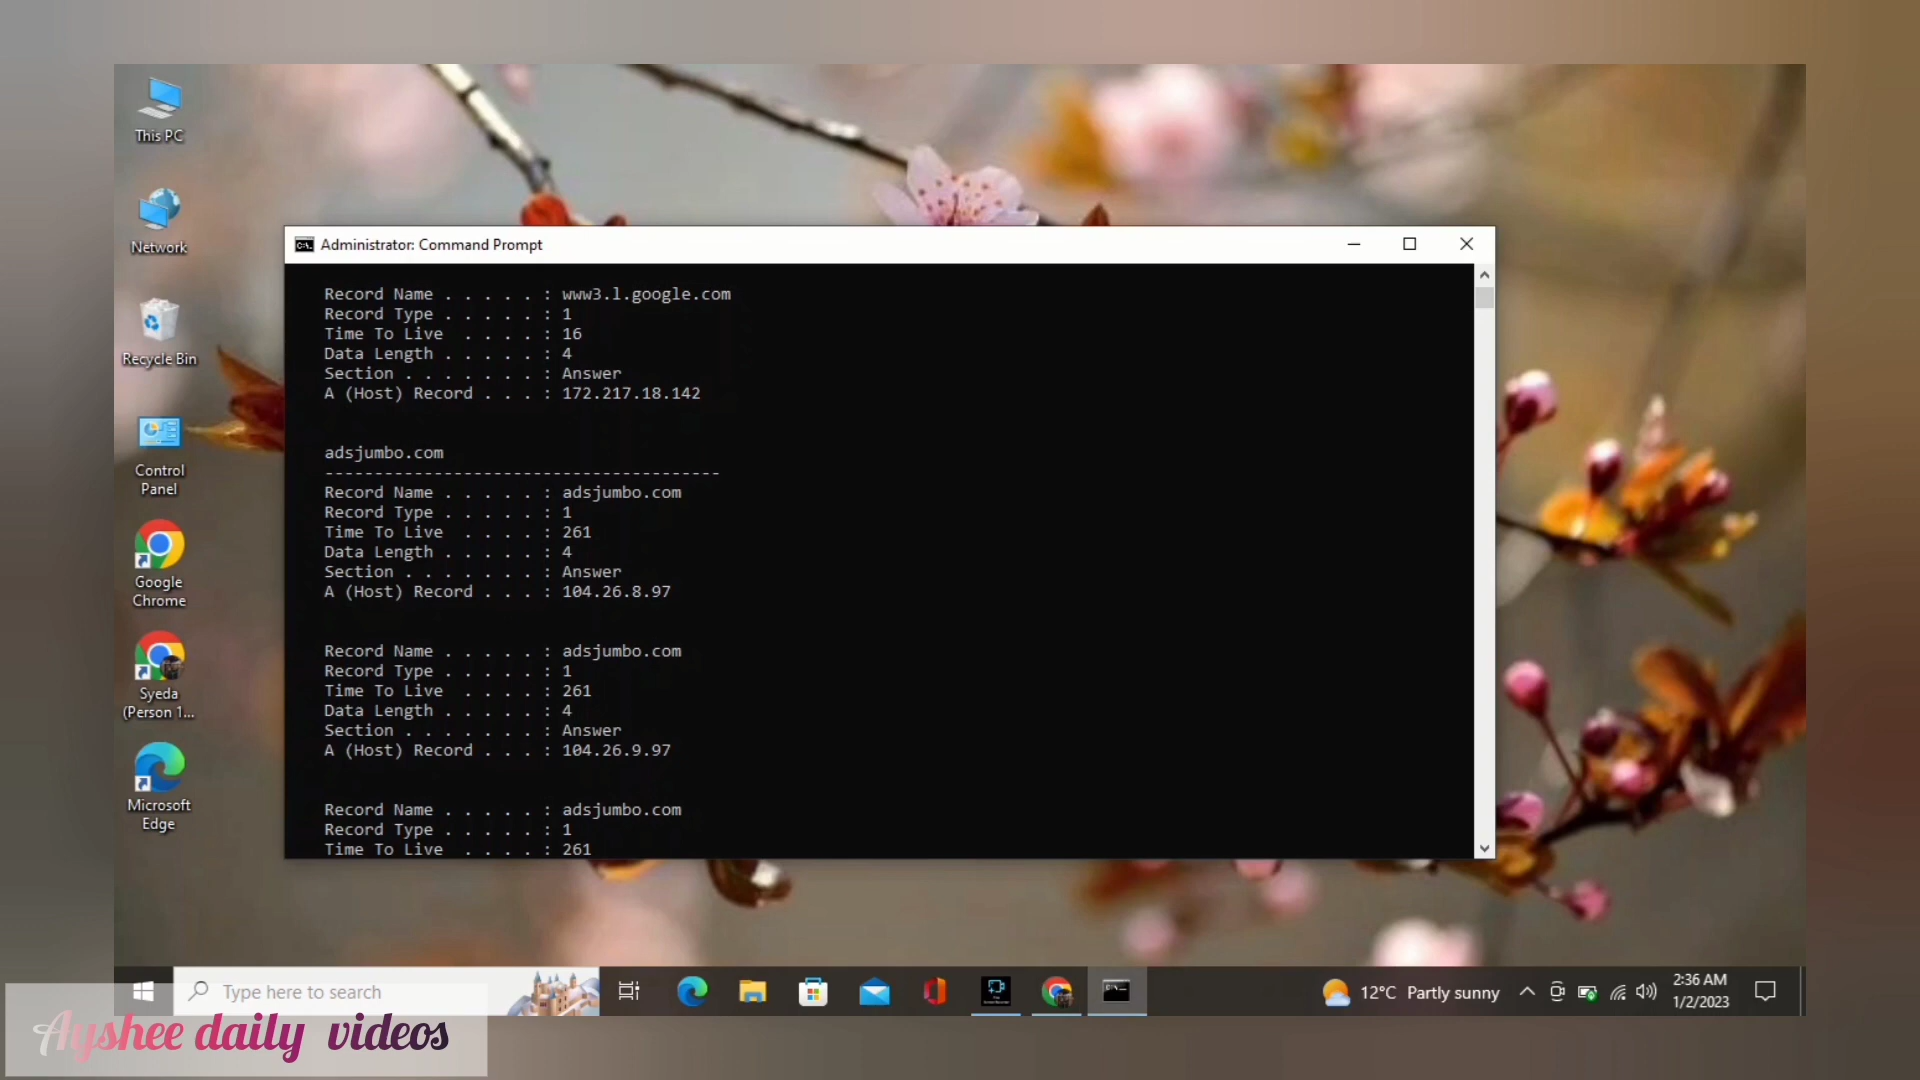 This PC
Network
Recycle Bin
Control
Panel
Google
Chrome
Syeda
(Person 1...
Microsoft
Edge
Administrator: Command Prompt
Record Name . . . . . : www3.l.google.com
Record Type . . . . . : 1
Time To Live  . . . . : 16
Data Length . . . . . : 4
Section . . . . . . . : Answer
A (Host) Record . . . : 172.217.18.142
adsjumbo.com
----------------------------------------
Record Name . . . . . : adsjumbo.com
Record Type . . . . . : 1
Time To Live  . . . . : 261
Data Length . . . . . : 4
Section . . . . . . . : Answer
A (Host) Record . . . : 104.26.8.97
Record Name . . . . . : adsjumbo.com
Record Type . . . . . : 1
Time To Live  . . . . : 261
Data Length . . . . . : 4
Section . . . . . . . : Answer
A (Host) Record . . . : 104.26.9.97
Record Name . . . . . : adsjumbo.com
Record Type . . . . . : 1
Time To Live  . . . . : 261
Type here to search
12°C Partly sunny
2:36 AM
1/2/2023
Ayshee daily videos